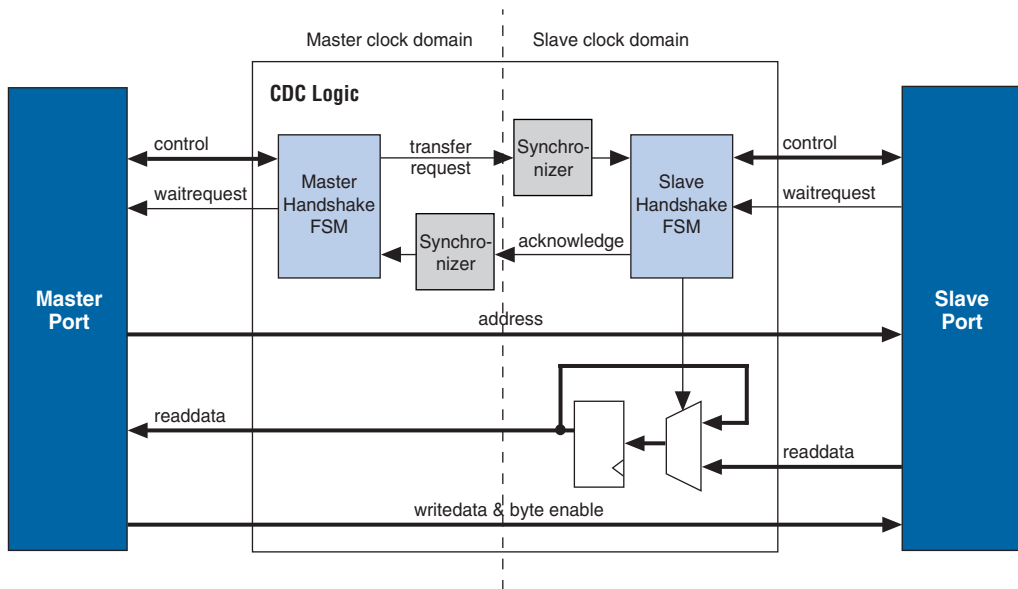 Master clock domain
Slave clock domain
CDC Logic
control
transfer
request
Synchro-
nizer
control
Master
Handshake
FSM
Slave
Handshake
FSM
waitrequest
waitrequest
Synchro-
nizer
acknowledge
Master
Port
Slave
Port
address
readdata
readdata
writedata & byte enable